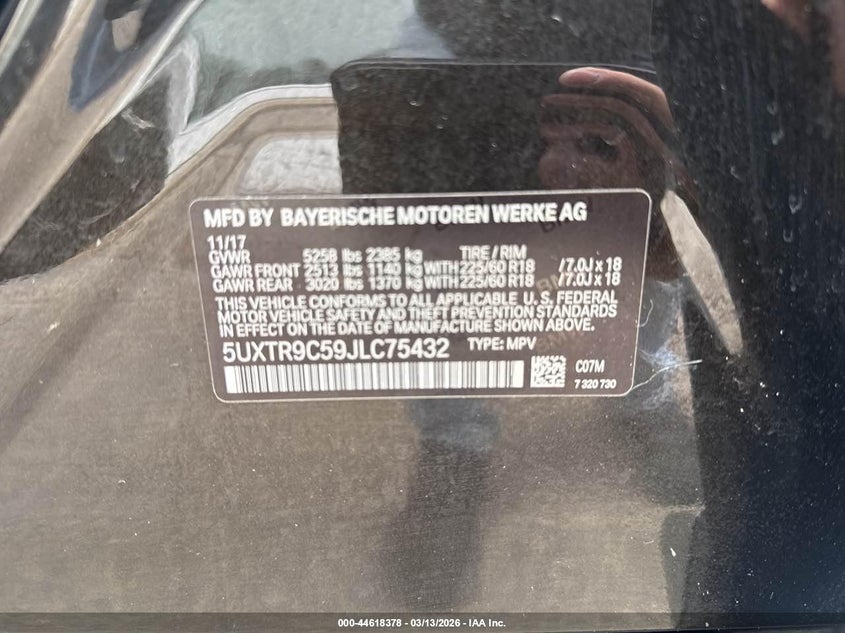 MFD BY BAYERISCHE MOTOREN WERKE AG
11/17
GVWR 5258 lbs 2385 kg TIRE / RIM
GAWR FRONT 2513 lbs 1140 kg WITH 225/60 R18 /7.0J x 18
GAWR REAR 3020 lbs 1370 kg WITH 225/60 R18 /7.0J x 18
THIS VEHICLE CONFORMS TO ALL APPLICABLE U.S. FEDERAL
MOTOR VEHICLE SAFETY AND THEFT PREVENTION STANDARDS
IN EFFECT ON THE DATE OF MANUFACTURE SHOWN ABOVE.
5UXTR9C59JLC75432 TYPE: MPV
C07M
7 320 730
000-44618378 - 03/13/2026 - IAA Inc.